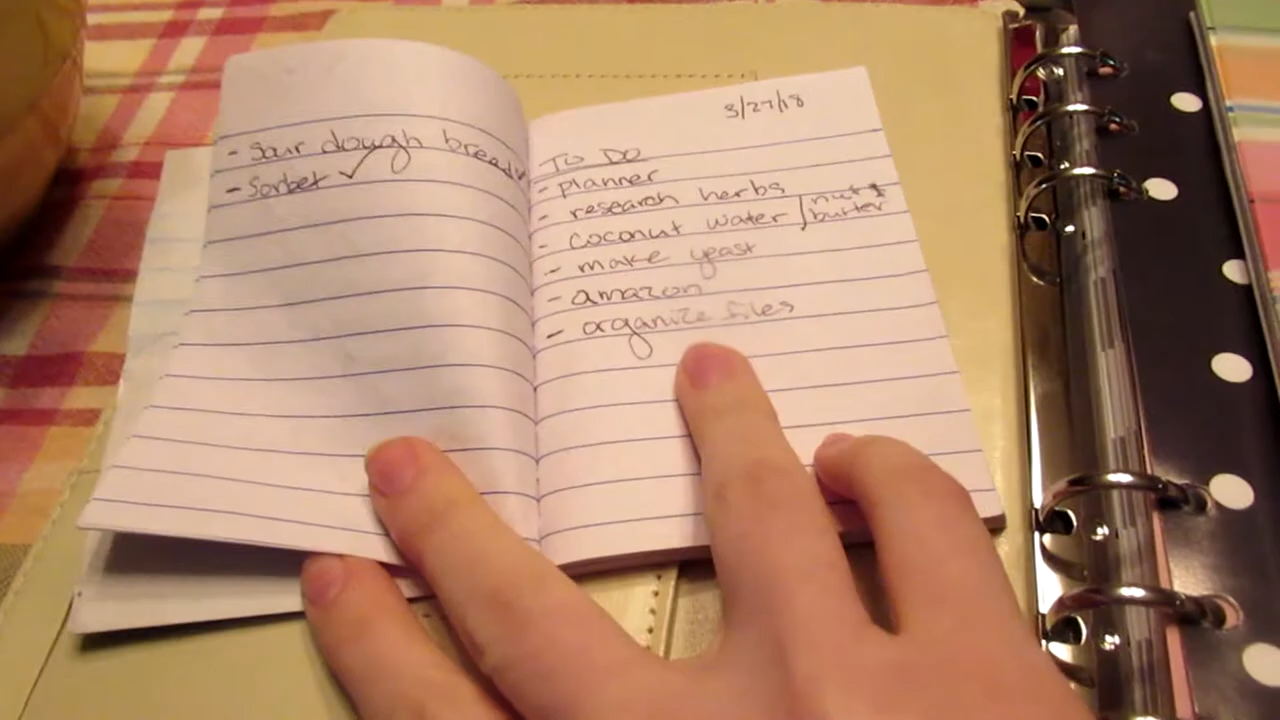 - Sour dough bread ✓
- Sorbet ✓
3/27/18
TO DO
- planner
- research herbs
- coconut water / nut butter
- make yeast
- amazon
- organize files